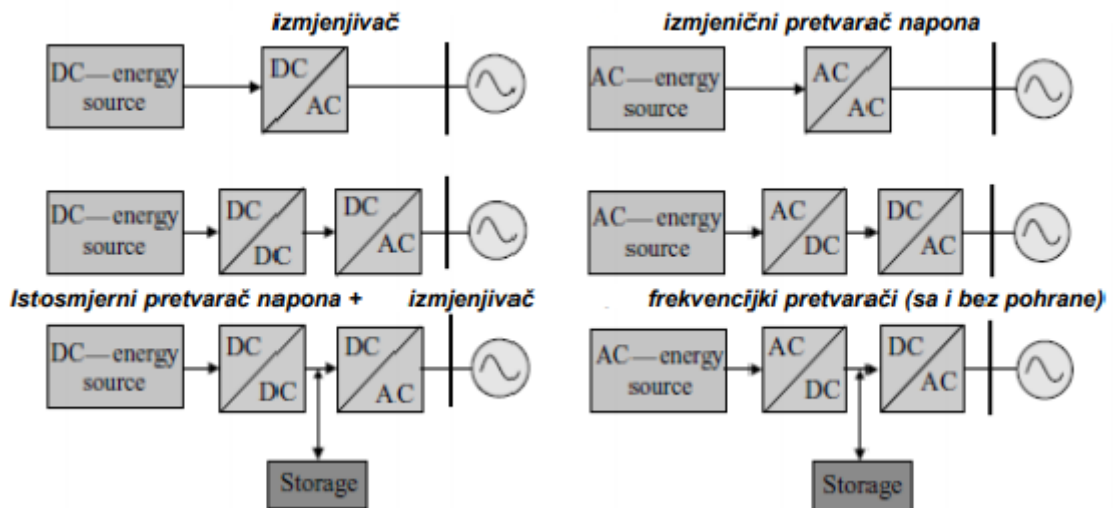 izmjenjivač
izmjenični pretvarač napona
DC—energy
source
DC
AC
AC—energy
source
AC
AC
DC—energy
source
DC
DC
DC
AC
AC—energy
source
AC
DC
DC
AC
Istosmjerni pretvarač napona + izmjenjivač
frekvencijki pretvarači (sa i bez pohrane)
DC—energy
source
DC
DC
DC
AC
Storage
AC—energy
source
AC
DC
DC
AC
Storage